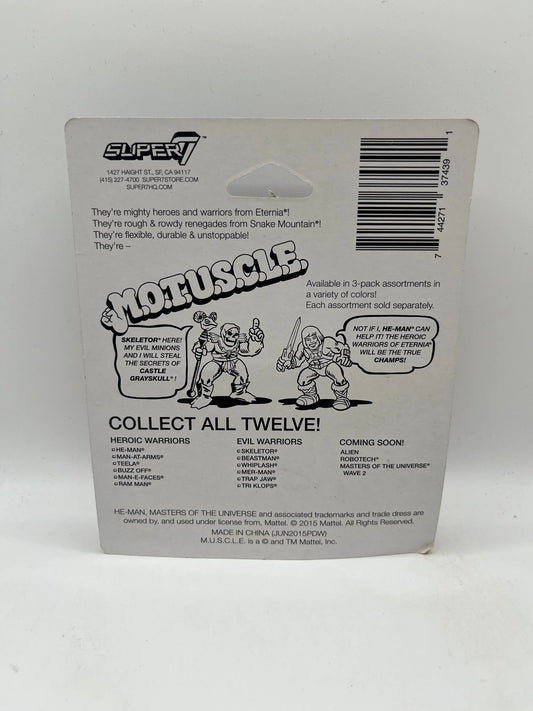 SUPER7™
1427 HAIGHT ST., SF, CA 94117
(415) 227-4700 SUPER7STORE.COM
SUPER7HQ.COM
7 44271 37439 1
They're mighty heroes and warriors from Eternia®!
They're rough & rowdy renegades from Snake Mountain®!
They're flexible, durable & unstoppable!
They're –
M.O.T.U.S.C.L.E.
Available in 3-pack assortments in
a variety of colors!
Each assortment sold separately.
SKELETOR® HERE!
MY EVIL MINIONS
AND I WILL STEAL
THE SECRETS OF
CASTLE
GRAYSKULL®!
NOT IF I, HE-MAN® CAN
HELP IT! THE HEROIC
WARRIORS OF ETERNIA®
WILL BE THE TRUE
CHAMPS!
COLLECT ALL TWELVE!
HEROIC WARRIORS
HE-MAN®
MAN-AT-ARMS®
TEELA®
BUZZ OFF®
MAN-E-FACES®
RAM MAN®
EVIL WARRIORS
SKELETOR®
BEASTMAN®
WHIPLASH®
MER-MAN®
TRAP JAW®
TRI KLOPS®
COMING SOON!
ALIEN
ROBOTECH®
MASTERS OF THE UNIVERSE®
WAVE 2
HE-MAN, MASTERS OF THE UNIVERSE and associated trademarks and trade dress are
owned by, and used under license from, Mattel. © 2015 Mattel. All Rights Reserved.
MADE IN CHINA (JUN2015PDW)
M.U.S.C.L.E is a © and TM Mattel, Inc.